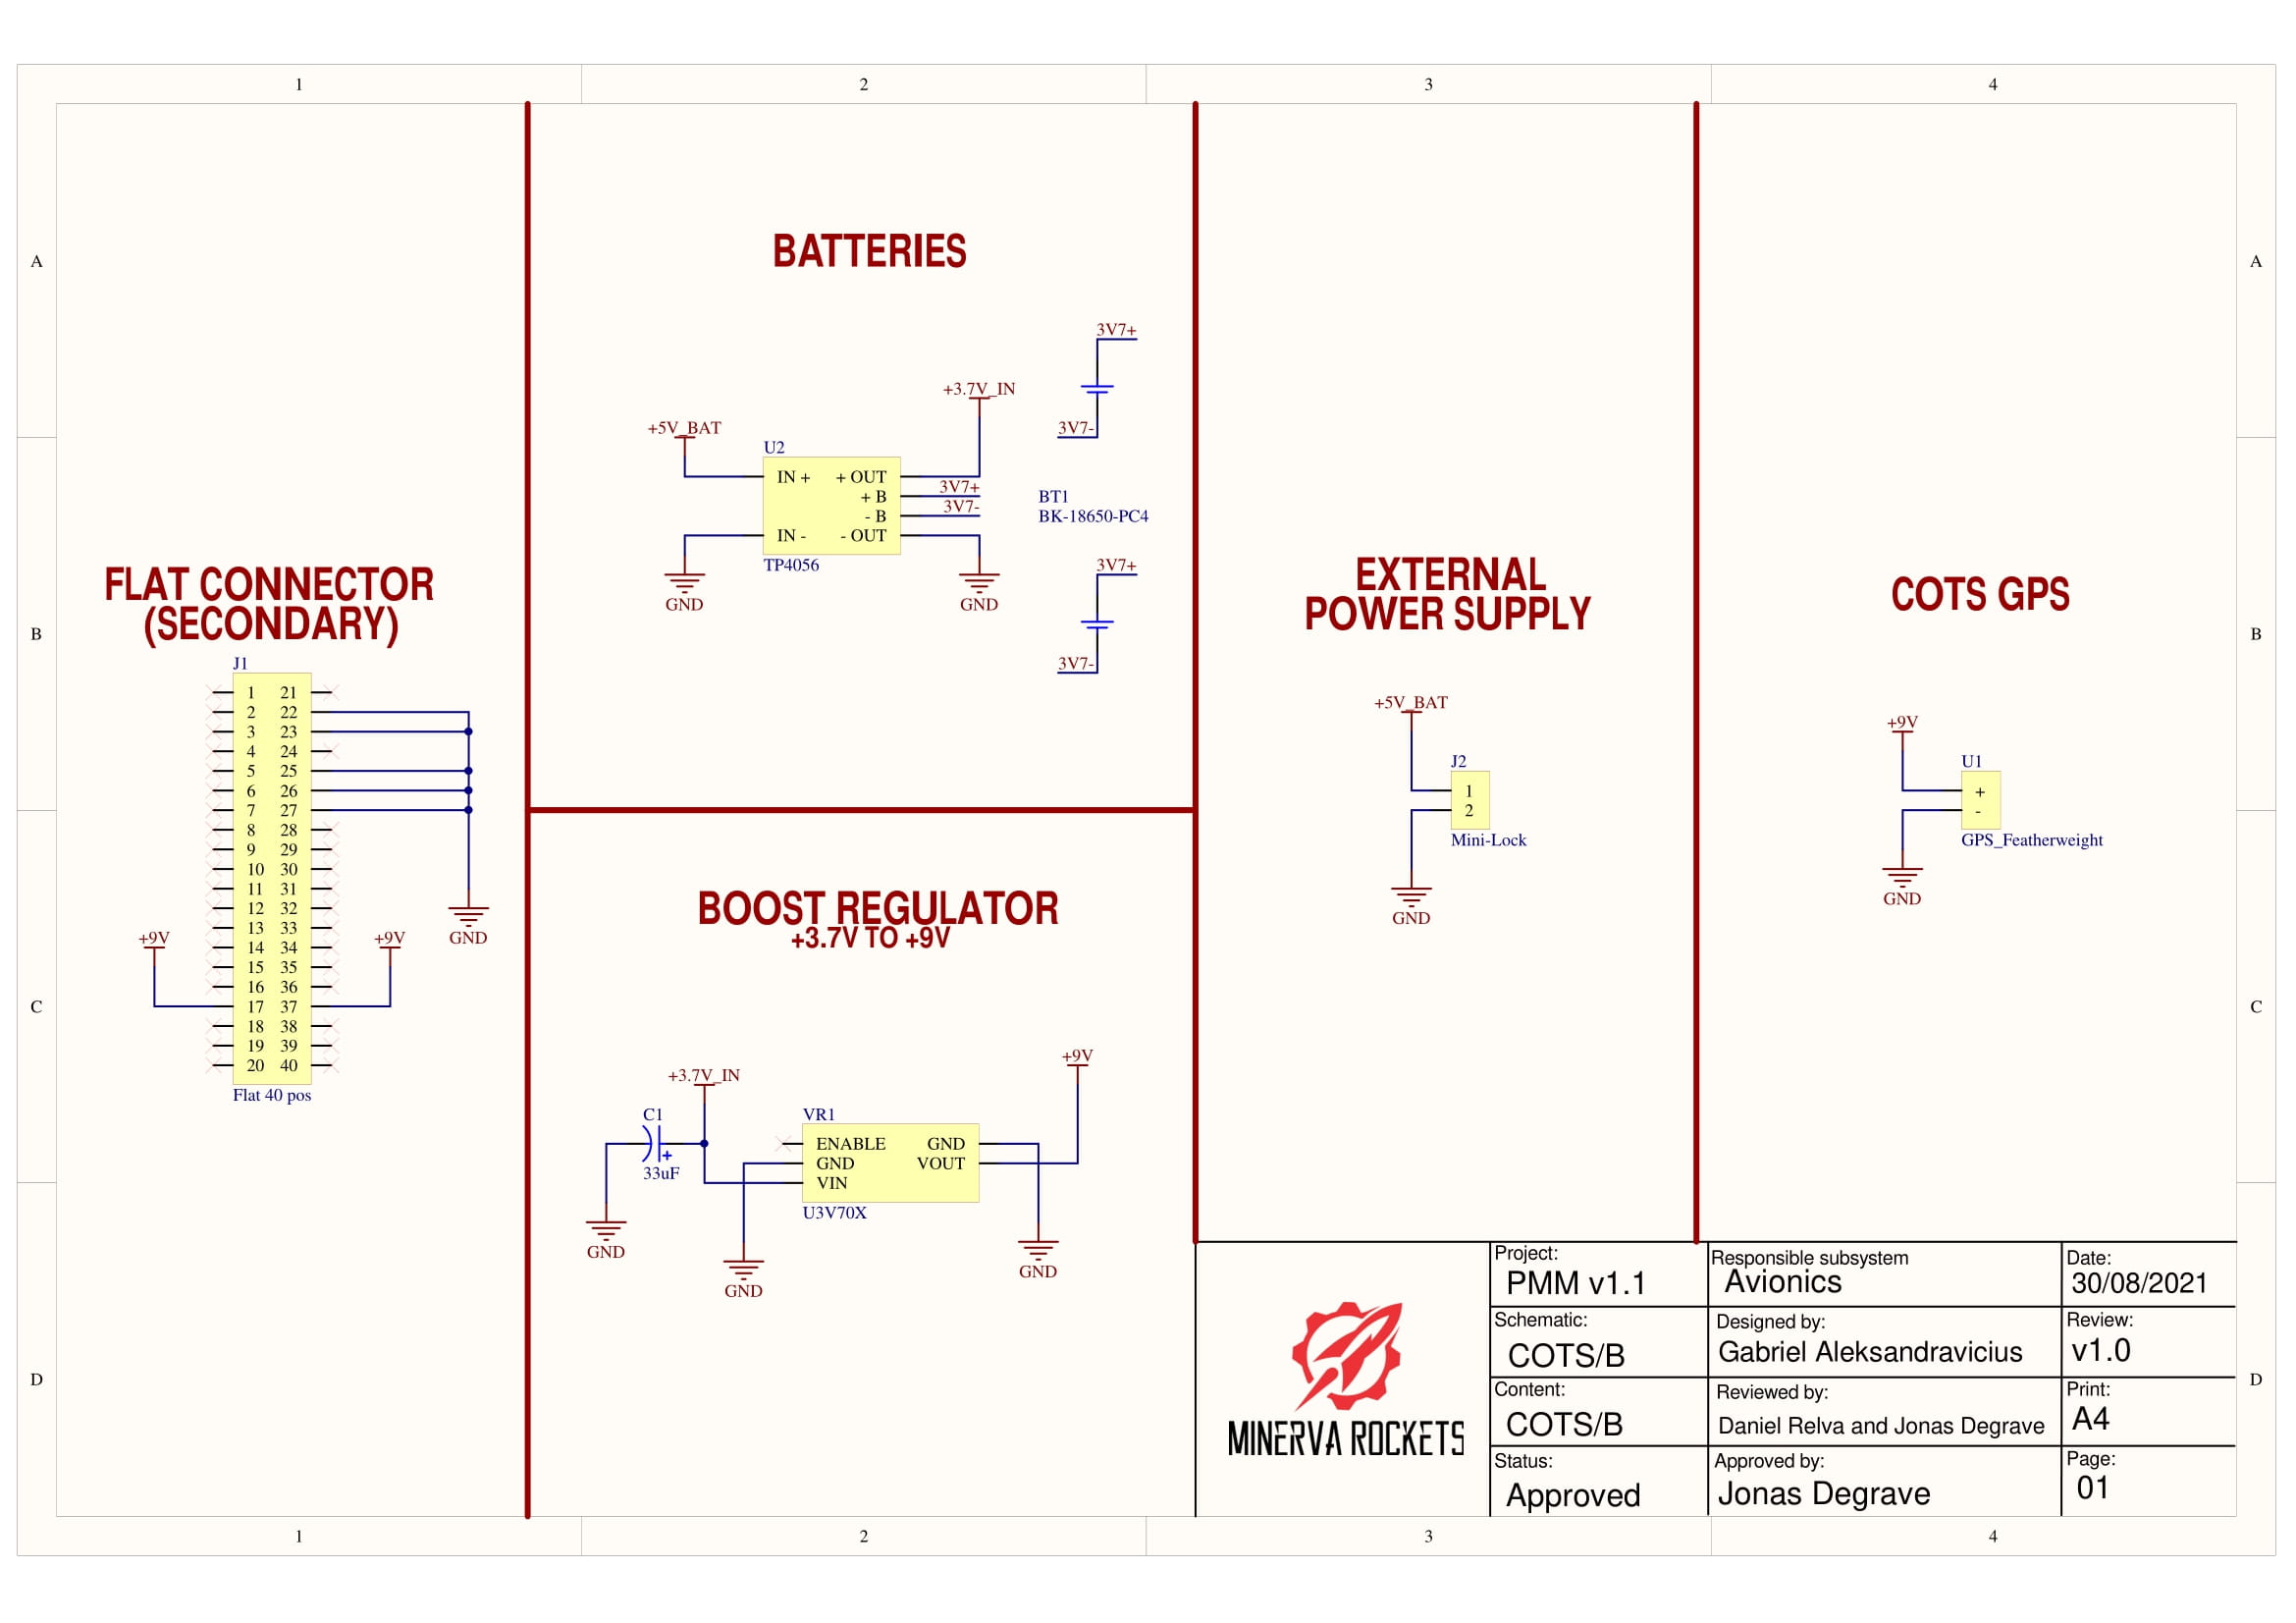 1 2 3 4
A A
B B
C C
D D
FLAT CONNECTOR
(SECONDARY)
J1
1 21
2 22
3 23
4 24
5 25
6 26
7 27
8 28
9 29
10 30
11 31
12 32
13 33
14 34
15 35
16 36
17 37
18 38
19 39
20 40
+9V
+9V
GND
Flat 40 pos
BATTERIES
3V7+
3V7-
+3.7V_IN
+5V_BAT
U2
IN + + OUT
+ B
- B
IN - - OUT
TP4056
3V7+
3V7-
GND
GND
BT1
BK-18650-PC4
3V7+
3V7-
BOOST REGULATOR
+3.7V TO +9V
+9V
+3.7V_IN
C1
33uF
VR1
ENABLE GND
GND VOUT
VIN
U3V70X
GND
GND
GND
EXTERNAL
POWER SUPPLY
+5V_BAT
J2
1
2
Mini-Lock
GND
COTS GPS
+9V
U1
+
-
GPS_Featherweight
GND
MINERVA ROCKETS
Project:
PMM v1.1
Responsible subsystem
Avionics
Date:
30/08/2021
Schematic:
COTS/B
Designed by:
Gabriel Aleksandravicius
Review:
v1.0
Content:
COTS/B
Reviewed by:
Daniel Relva and Jonas Degrave
Print:
A4
Status:
Approved
Approved by:
Jonas Degrave
Page:
01
1 2 3 4